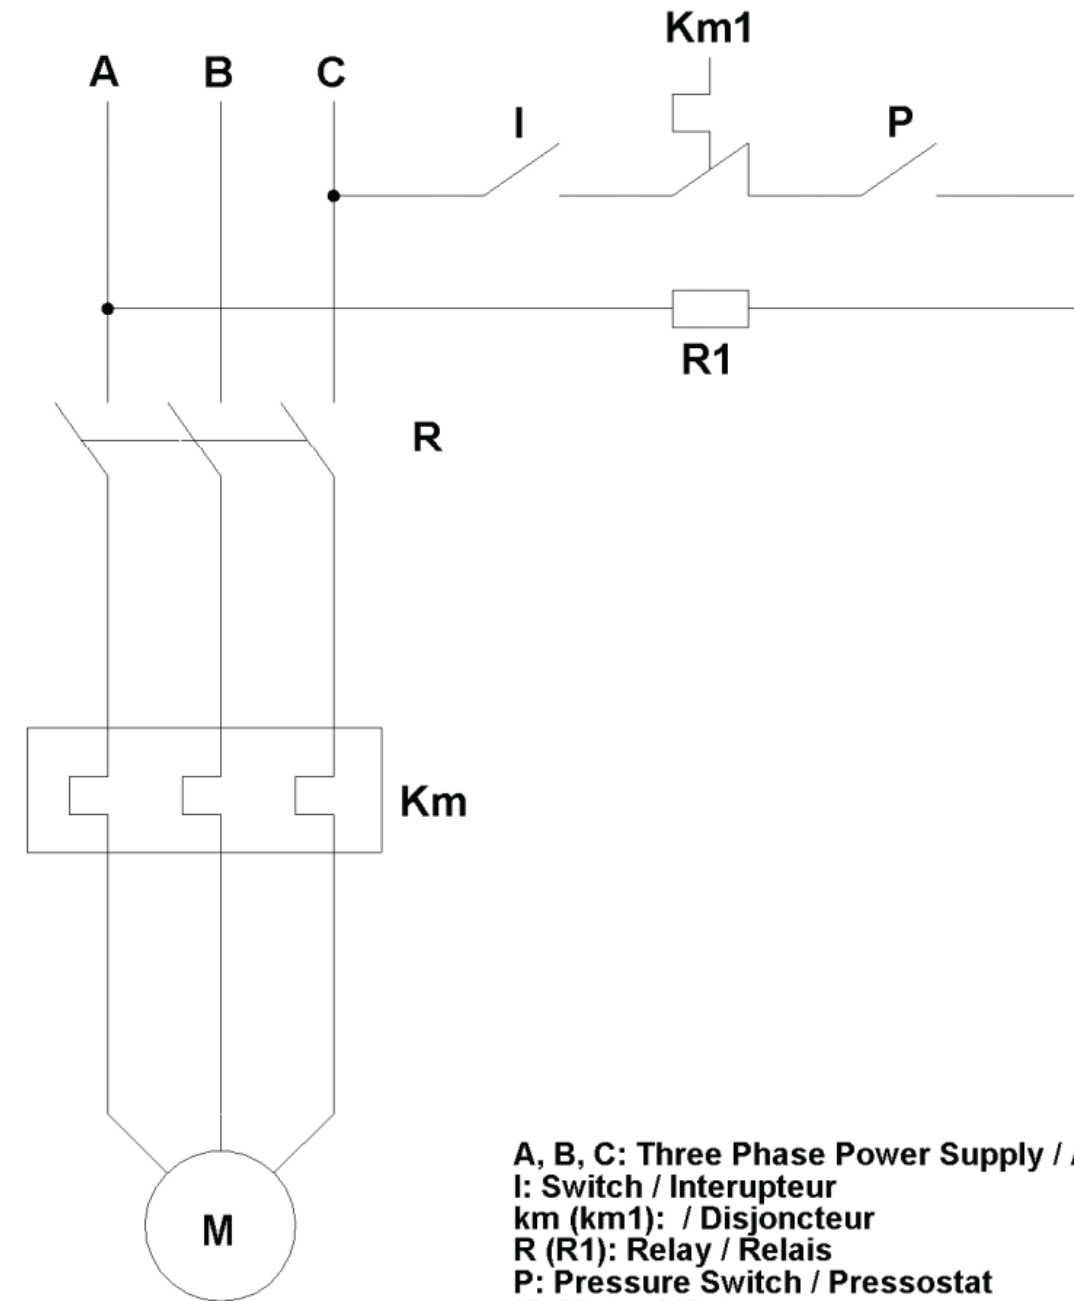 Km1
A B C
I P
R1
R
Km
M
A, B, C: Three Phase Power Supply /
I: Switch / Interupteur
km (km1): / Disjoncteur
R (R1): Relay / Relais
P: Pressure Switch / Pressostat